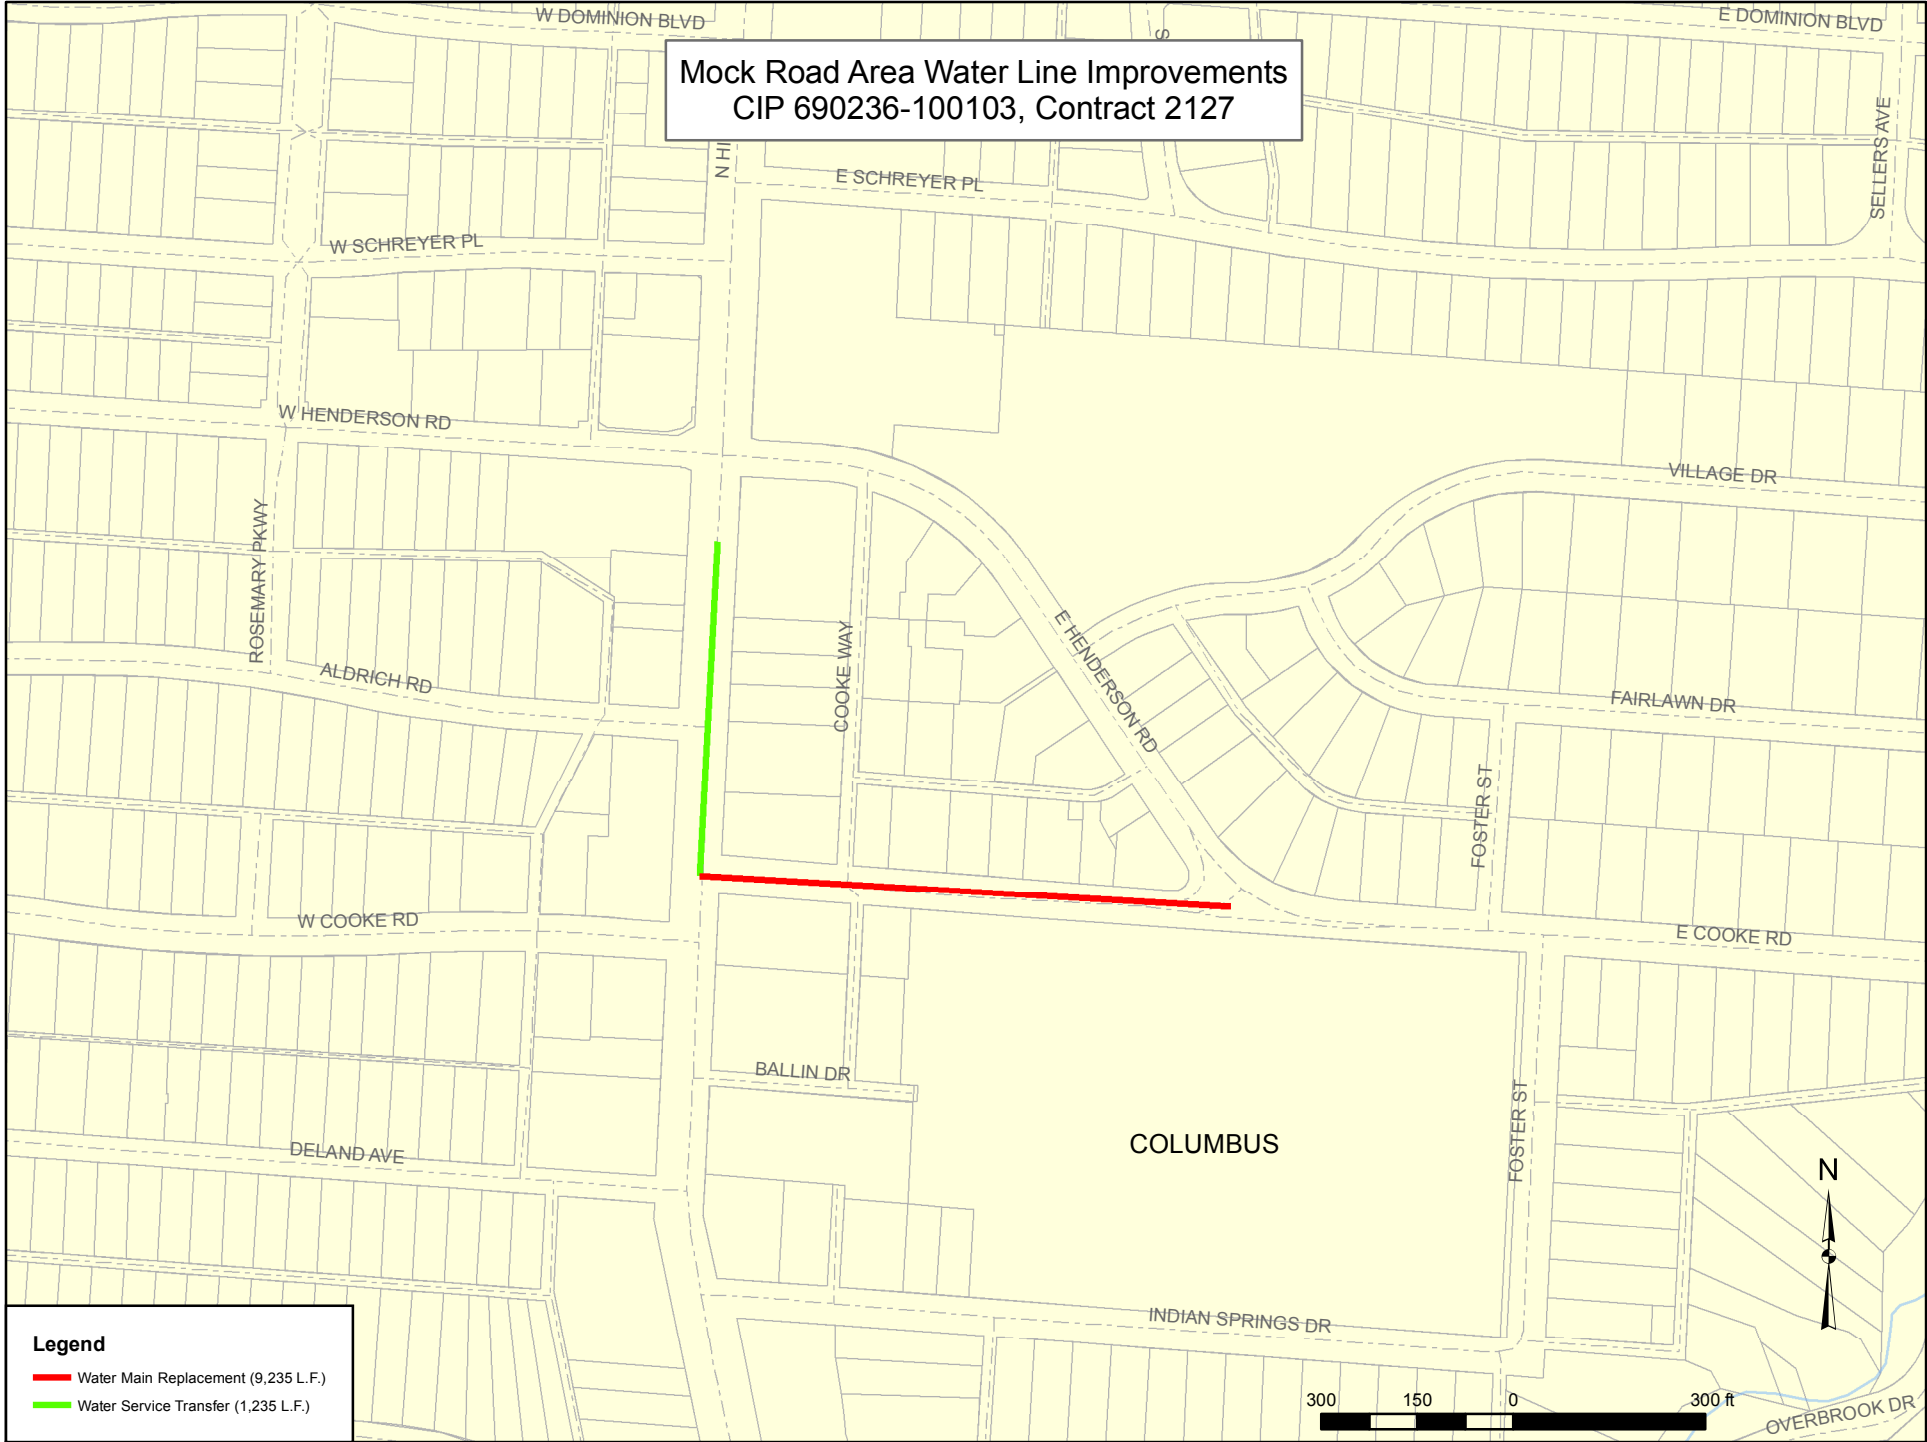 W DOMINION BLVD
E DOMINION BLVD
S
Mock Road Area Water Line Improvements
CIP 690236-100103, Contract 2127
N HI
SELLERS AVE
E SCHREYER PL
W SCHREYER PL
W HENDERSON RD
VILLAGE DR
ROSEMARY PKWY
E HENDERSON RD
COOKE WAY
ALDRICH RD
FAIRLAWN DR
FOSTER ST
W COOKE RD
E COOKE RD
BALLIN DR
COLUMBUS
FOSTER ST
DELAND AVE
N
INDIAN SPRINGS DR
Legend
Water Main Replacement (9,235 L.F.)
Water Service Transfer (1,235 L.F.)
300 150 0 300 ft
OVERBROOK DR